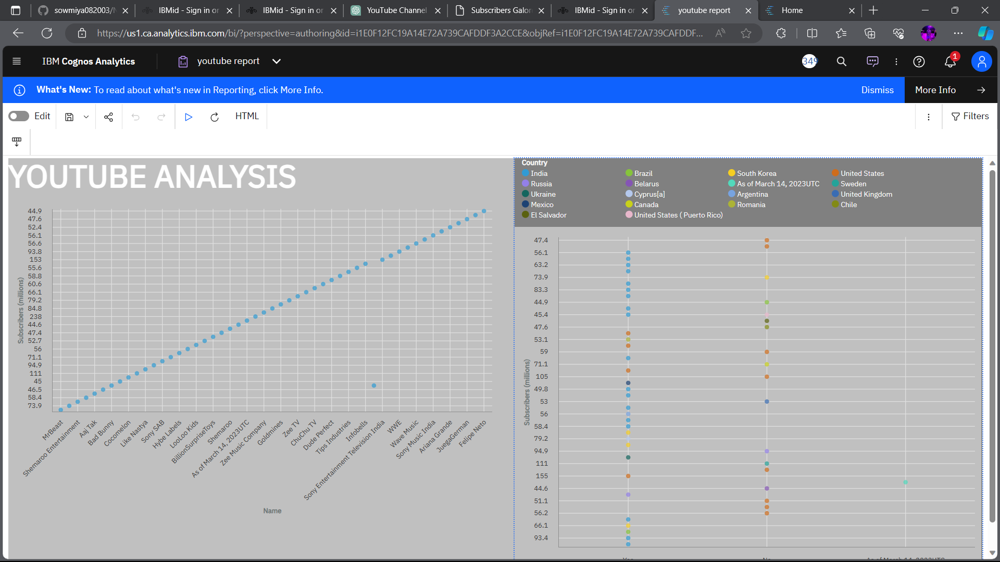 sowmiya082003/N
IBMid - Sign in or
IBMid - Sign in or
YouTube Channel
Subscribers Galor
IBMid - Sign in or
youtube report
Home
https://us1.ca.analytics.ibm.com/bi/?perspective=authoring&id=i1E0F12FC19A14E72A739CAFDDF3A2CCE&objRef=i1E0F12FC19A14E72A739CAFDDF...
IBM Cognos Analytics
youtube report
349
1
What's New: To read about what's new in Reporting, click More Info.
Dismiss
More Info
Edit
HTML
Filters
YOUTUBE ANALYSIS
Subscribers (millions)
44.9
47.6
52.4
56.1
56.6
93.8
153
55.6
58.8
60.6
66.1
79.2
84.8
238
44.6
47.4
52.7
56
71.1
94.9
111
45
46.5
58.4
73.9
MrBeast
Shemaroo Entertainment
Aaj Tak
Bad Bunny
Cocomelon
Like Nastya
Sony SAB
Hybe Labels
LooLoo Kids
BillionSurpriseToys
Shemaroo
As of March 14, 2023UTC
Zee Music Company
Goldmines
Zee TV
ChuChu TV
Dude Perfect
Tips Industries
Infobells
Sony Entertainment Television India
WWE
Wave Music
Sony Music India
Ariana Grande
JuegaGerman
Felipe Neto
Name
Country
India
Brazil
South Korea
United States
Russia
Belarus
As of March 14, 2023UTC
Sweden
Ukraine
Cyprus[a]
Argentina
United Kingdom
Mexico
Canada
Romania
Chile
El Salvador
United States ( Puerto Rico)
Subscribers (millions)
47.4
56.1
63.2
73.9
83.3
44.9
45.4
47.6
53.1
59
71.1
105
49.8
53
56
58.4
79.2
94.9
111
155
44.6
51.1
56.2
66.1
93.4
Yes
No
As of March 14, 2023UTC